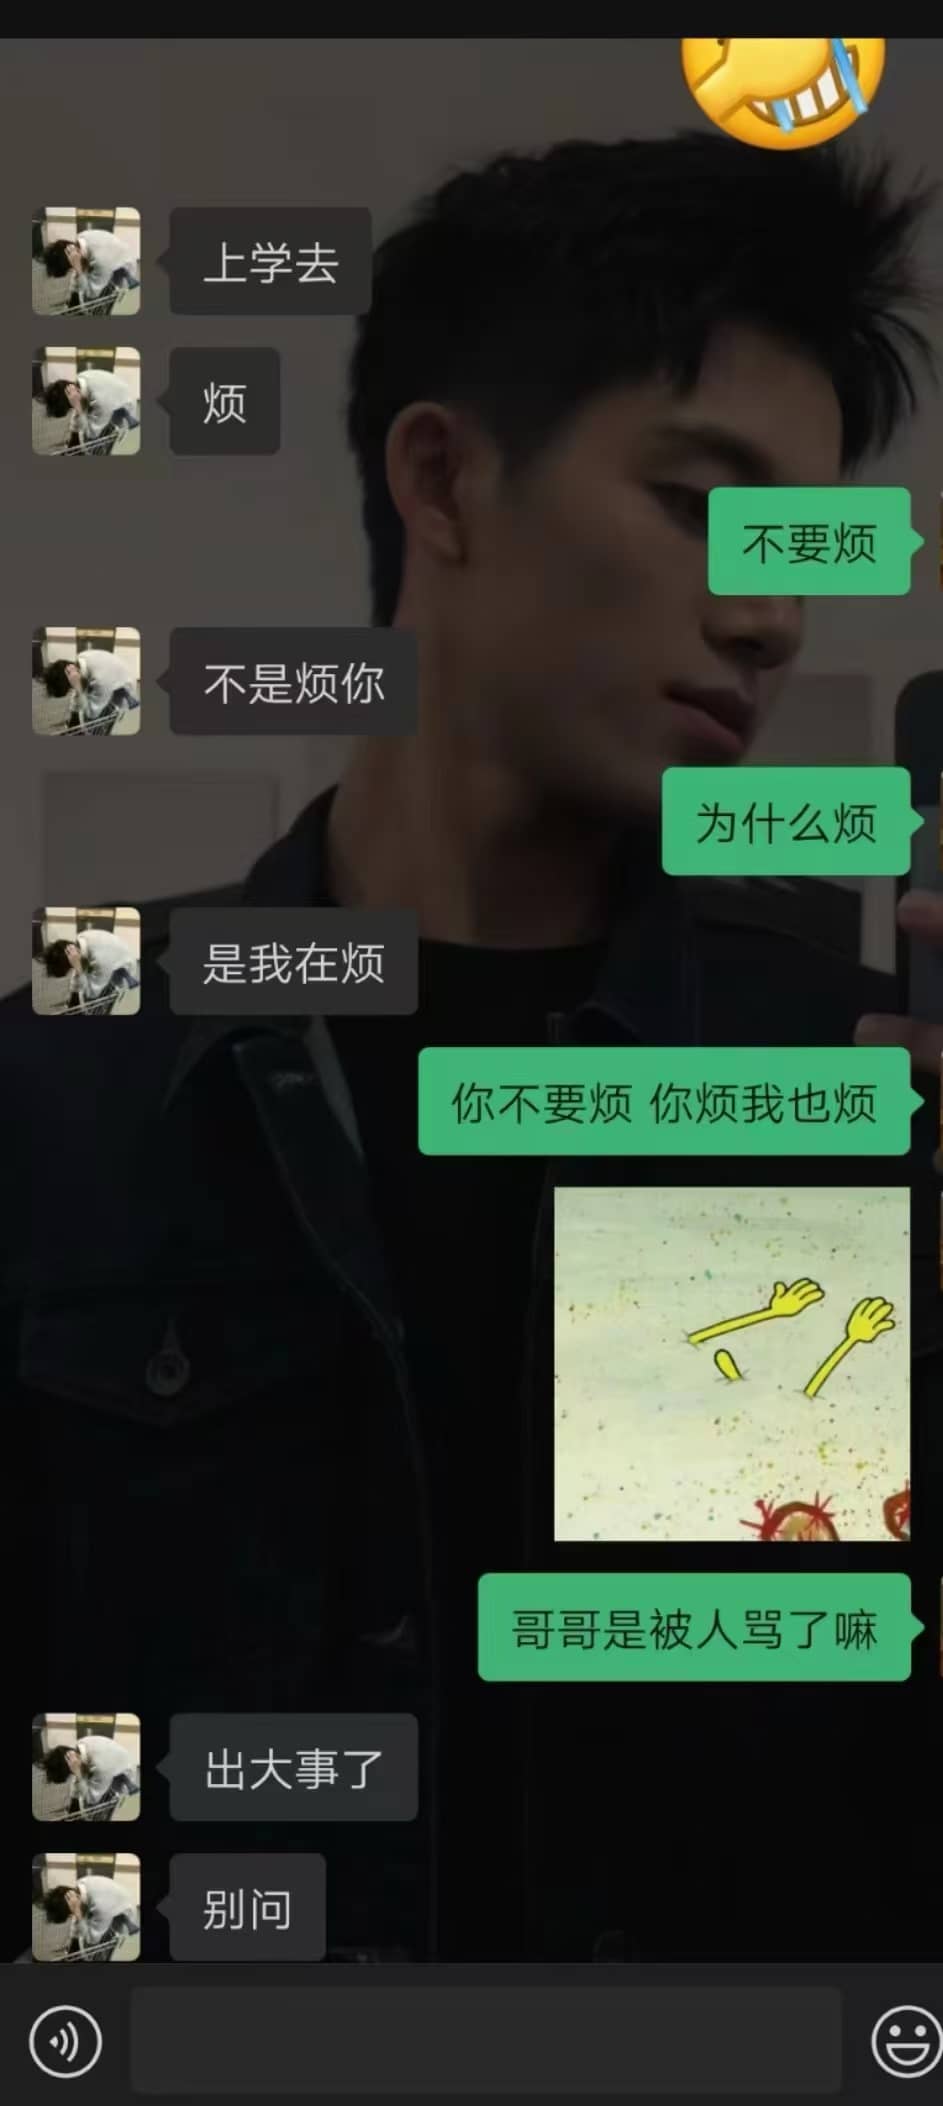 上学去
烦
不要烦
不是烦你
为什么烦
是我在烦
你不要烦 你烦我也烦
哥哥是被人骂了嘛
出大事了
别问